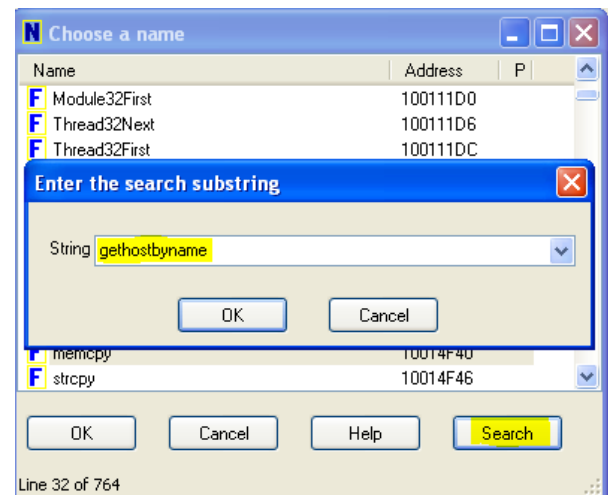 N Choose a name
Name Address P
F Module32First 100111D0
F Thread32Next 100111D6
F Thread32First 100111DC
Enter the search substring
String gethostbyname
OK Cancel
F memcpy 10014F40
F strcpy 10014F46
OK Cancel Help Search
Line 32 of 764